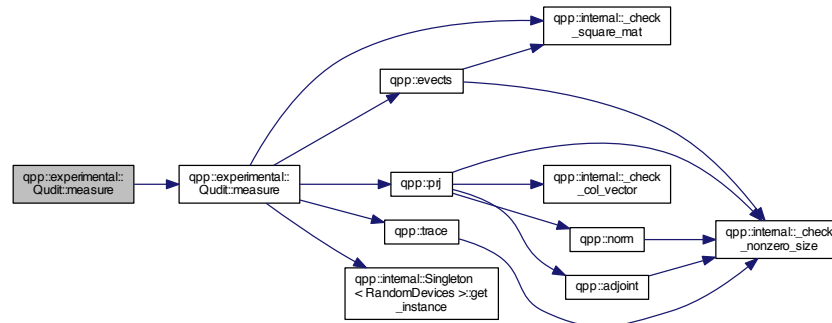 qpp::experimental::
Qudit::measure
qpp::experimental::
Qudit::measure
qpp::internal::_check
_square_mat
qpp::evects
qpp::prj
qpp::internal::_check
_col_vector
qpp::norm
qpp::internal::_check
_nonzero_size
qpp::trace
qpp::adjoint
qpp::internal::Singleton
< RandomDevices >::get
_instance